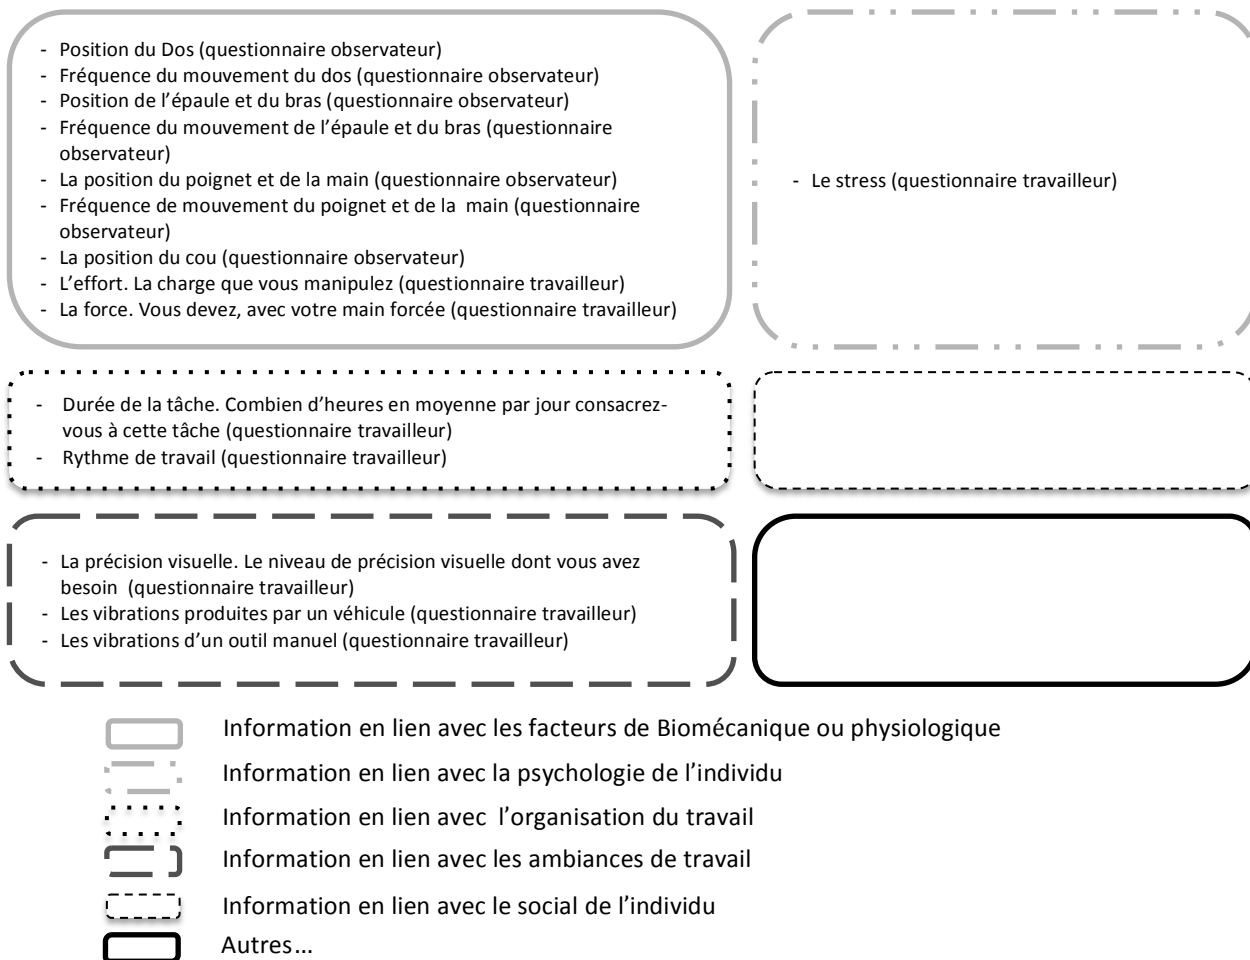 - Position du Dos (questionnaire observateur)
- Fréquence du mouvement du dos (questionnaire observateur)
- Position de l’épaule et du bras (questionnaire observateur)
- Fréquence du mouvement de l’épaule et du bras (questionnaire
observateur)
- La position du poignet et de la main (questionnaire observateur)
- Fréquence de mouvement du poignet et de la main (questionnaire
observateur)
- La position du cou (questionnaire observateur)
- L’effort. La charge que vous manipulez (questionnaire travailleur)
- La force. Vous devez, avec votre main forcée (questionnaire travailleur)
- Le stress (questionnaire travailleur)
- Durée de la tâche. Combien d’heures en moyenne par jour consacrez-
vous à cette tâche (questionnaire travailleur)
- Rythme de travail (questionnaire travailleur)
- La précision visuelle. Le niveau de précision visuelle dont vous avez
besoin (questionnaire travailleur)
- Les vibrations produites par un véhicule (questionnaire travailleur)
- Les vibrations d’un outil manuel (questionnaire travailleur)
Information en lien avec les facteurs de Biomécanique ou physiologique
Information en lien avec la psychologie de l’individu
Information en lien avec l’organisation du travail
Information en lien avec les ambiances de travail
Information en lien avec le social de l’individu
Autres...